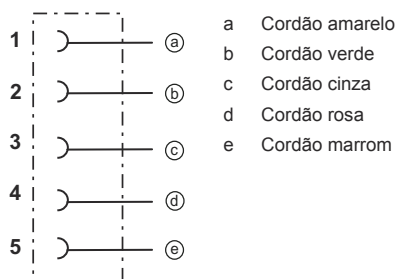 1 a
2 b
3 c
4 d
5 e
a Cordão amarelo
b Cordão verde
c Cordão cinza
d Cordão rosa
e Cordão marrom